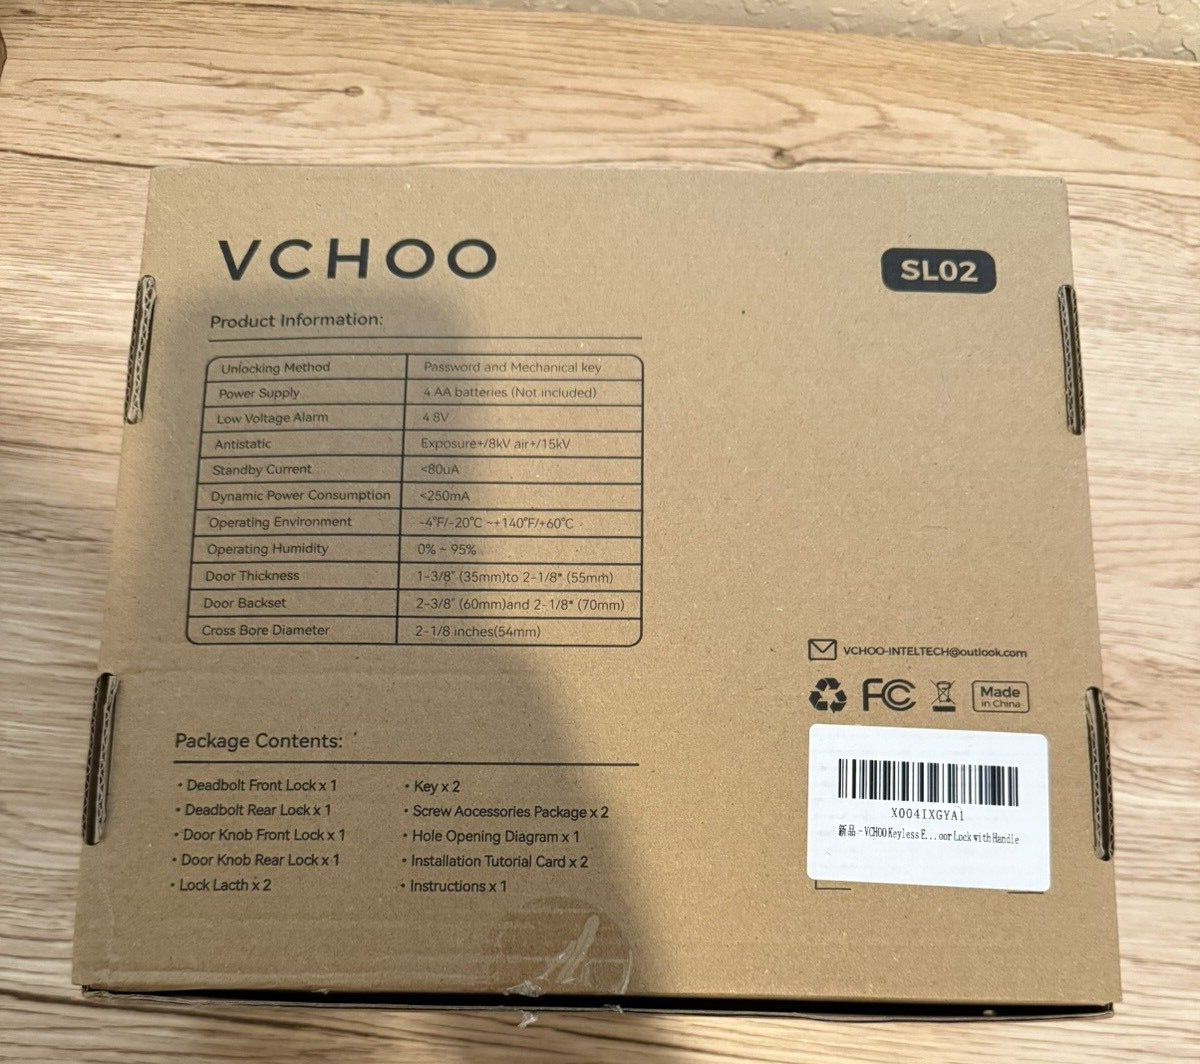 VCHOO
SL02
Product Information:
Unlocking Method Password and Mechanical key
Power Supply 4 AA batteries (Not included)
Low Voltage Alarm 4.8V
Antistatic Exposure+/8kV air+/15kV
Standby Current <80uA
Dynamic Power Consumption <250mA
Operating Environment -4°F/-20°C ~+140°F/+60°C
Operating Humidity 0% ~ 95%
Door Thickness 1-3/8" (35mm)to 2-1/8" (55mm)
Door Backset 2-3/8" (60mm)and 2-1/8" (70mm)
Cross Bore Diameter 2-1/8 inches(54mm)
VCHOO-INTELTECH@outlook.com
FC
Made
in China
Package Contents:
• Deadbolt Front Lock x 1
• Deadbolt Rear Lock x 1
• Door Knob Front Lock x 1
• Door Knob Rear Lock x 1
• Lock Lacth x 2
• Key x 2
• Screw Aocessories Package x 2
• Hole Opening Diagram x 1
• Installation Tutorial Card x 2
• Instructions x 1
X004IXGYA1
新品 - VCHOO Keyless E...oor Lock with Handle